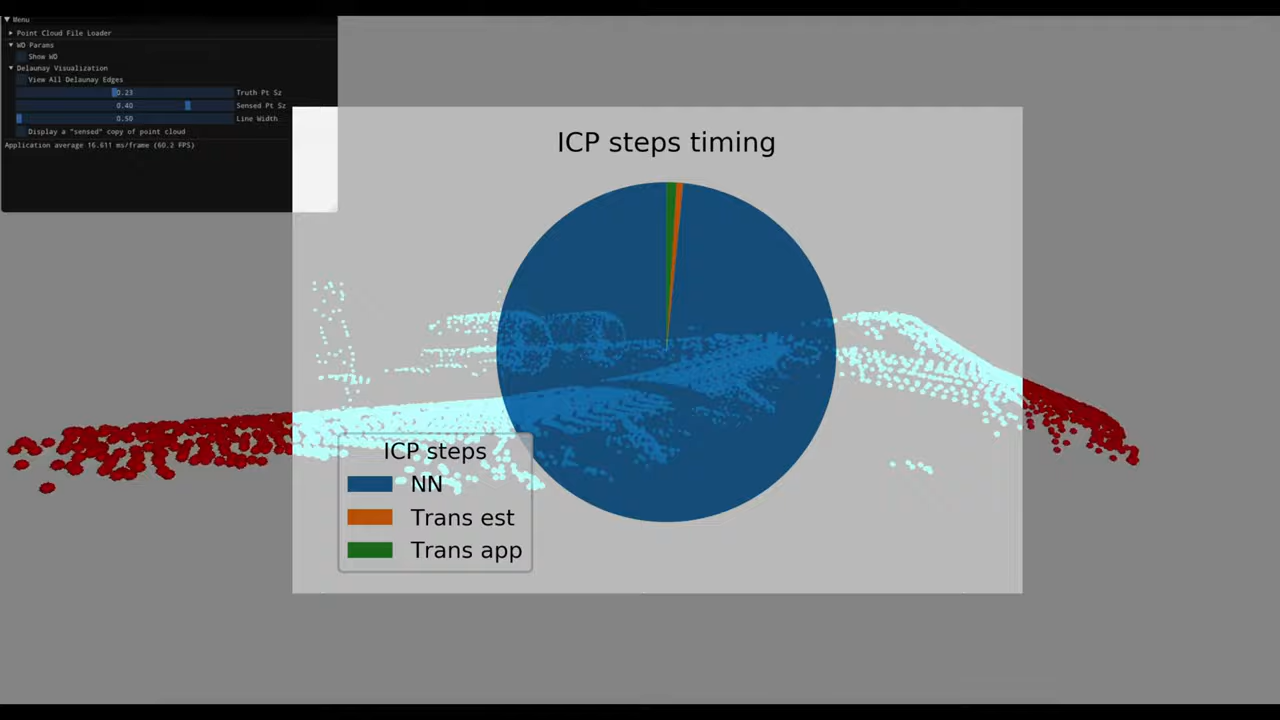 Menu
Point Cloud File Loader
WD Params
Show WD
Delaunay Visualization
View All Delaunay Edges
0.23 Truth Pt Sz
0.40 Sensed Pt Sz
0.50 Line Width
Display a "sensed" copy of point cloud
Application average 16.611 ms/frame (60.2 FPS)
ICP steps timing
ICP steps
NN
Trans est
Trans app